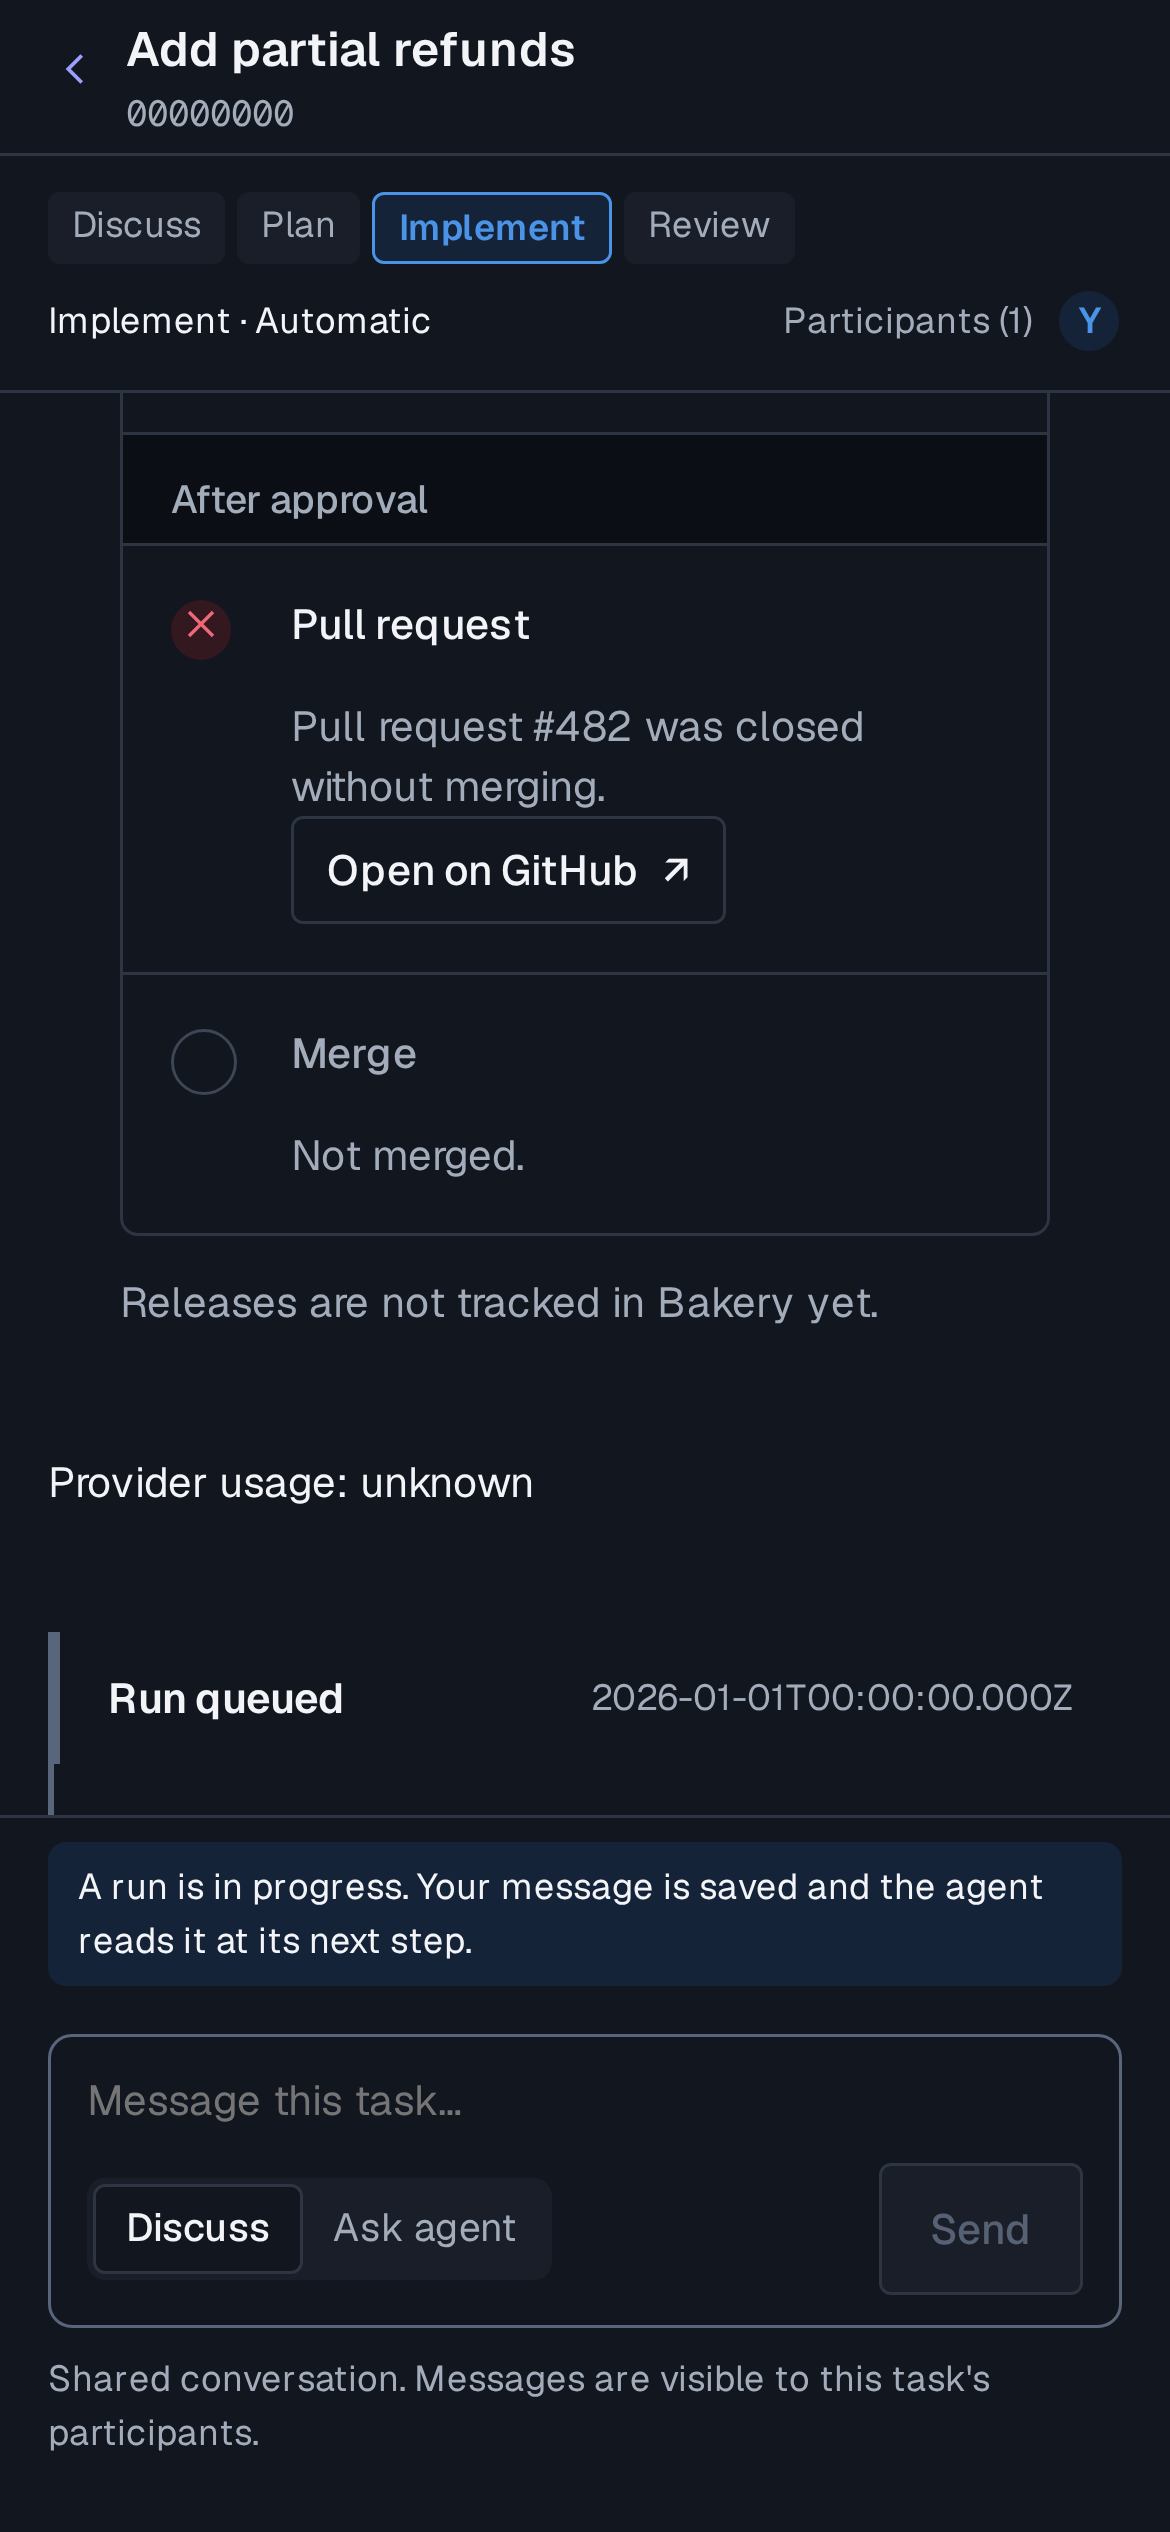 Add partial refunds
00000000
Discuss Plan Implement Review
Implement · Automatic Participants (1) Y
After approval
Pull request
Pull request #482 was closed
without merging.
Open on GitHub
Merge
Not merged.
Releases are not tracked in Bakery yet.
Provider usage: unknown
Run queued 2026-01-01T00:00:00.000Z
A run is in progress. Your message is saved and the agent
reads it at its next step.
Message this task…
Discuss Ask agent Send
Shared conversation. Messages are visible to this task's
participants.